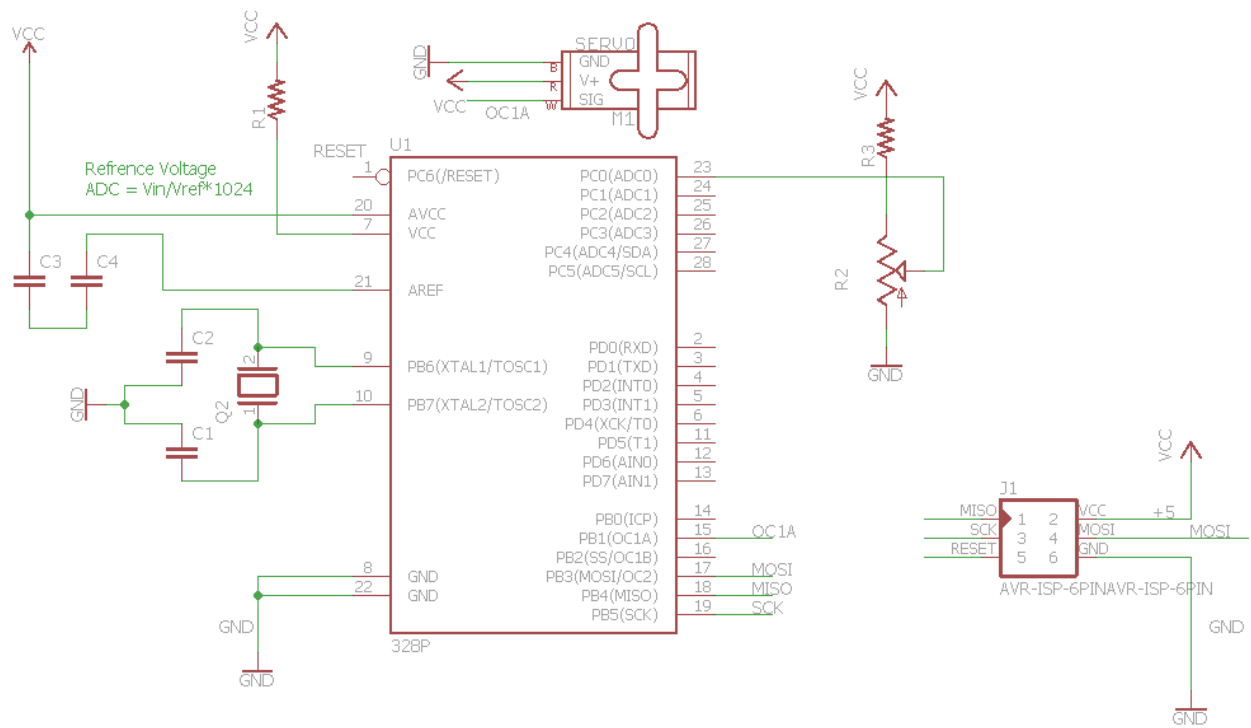 VCC
VCC
R1
GND
SERVO
GND
V+
SIG
B
R
W
VCC
OC1A
M1
VCC
R3
R2
GND
Refrence Voltage
ADC = Vin/Vref*1024
RESET
U1
1 PC6(/RESET)
20 AVCC
7 VCC
21 AREF
9 PB6(XTAL1/TOSC1)
10 PB7(XTAL2/TOSC2)
8 GND
22 GND
PC0(ADC0) 23
PC1(ADC1) 24
PC2(ADC2) 25
PC3(ADC3) 26
PC4(ADC4/SDA) 27
PC5(ADC5/SCL) 28
PD0(RXD) 2
PD1(TXD) 3
PD2(INT0) 4
PD3(INT1) 5
PD4(XCK/T0) 6
PD5(T1) 11
PD6(AIN0) 12
PD7(AIN1) 13
PB0(ICP) 14
PB1(OC1A) 15 OC1A
PB2(SS/OC1B) 16
PB3(MOSI/OC2) 17 MOSI
PB4(MISO) 18 MISO
PB5(SCK) 19 SCK
328P
C3
C4
C2
C1
2
1
Q2
GND
GND
GND
VCC
J1
MISO 1 2 VCC +5
SCK 3 4 MOSI MOSI
RESET 5 6 GND
AVR-ISP-6PINAVR-ISP-6PIN
GND
GND